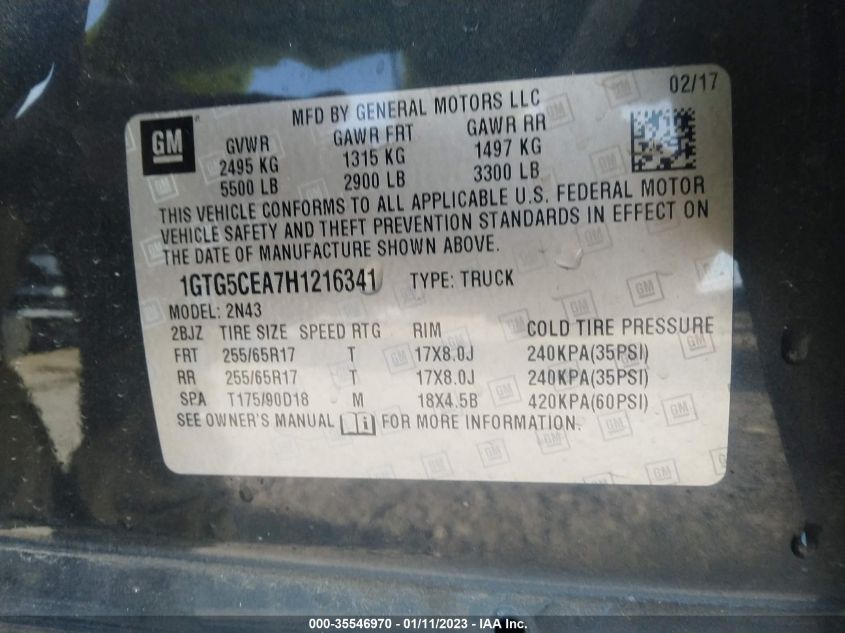 02/17
MFD BY GENERAL MOTORS LLC
GM
GVWR GAWR FRT GAWR RR
2495 KG 1315 KG 1497 KG
5500 LB 2900 LB 3300 LB
THIS VEHICLE CONFORMS TO ALL APPLICABLE U.S. FEDERAL MOTOR
VEHICLE SAFETY AND THEFT PREVENTION STANDARDS IN EFFECT ON
THE DATE OF MANUFACTURE SHOWN ABOVE.
1GTG5CEA7H1216341 TYPE: TRUCK
MODEL: 2N43
2BJZ TIRE SIZE SPEED RTG RIM COLD TIRE PRESSURE
FRT 255/65R17 T 17X8.0J 240KPA(35PSI)
RR 255/65R17 T 17X8.0J 240KPA(35PSI)
SPA T175/90D18 M 18X4.5B 420KPA(60PSI)
SEE OWNER'S MANUAL i FOR MORE INFORMATION.
000-35546970 - 01/11/2023 - IAA Inc.